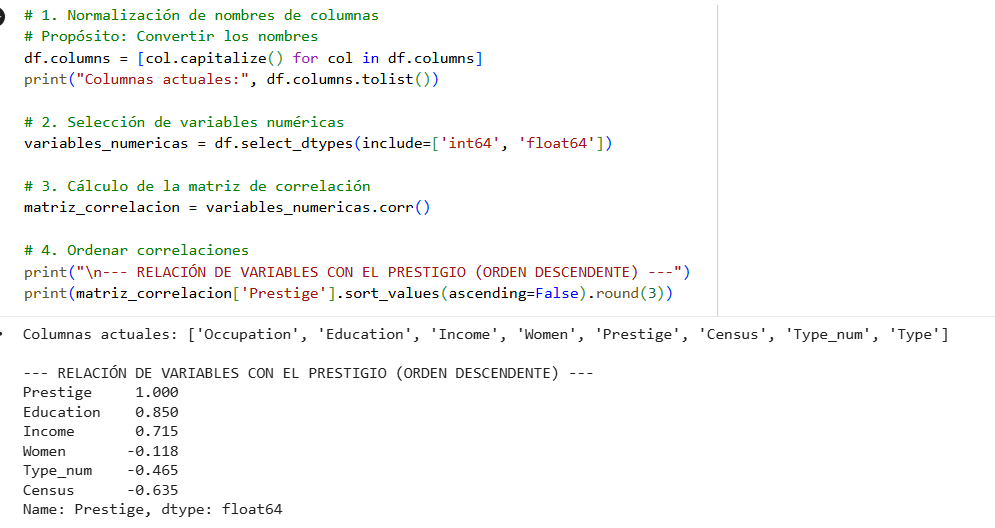 # 1. Normalización de nombres de columnas
# Propósito: Convertir los nombres
df.columns = [col.capitalize() for col in df.columns]
print("Columnas actuales:", df.columns.tolist())
# 2. Selección de variables numéricas
variables_numericas = df.select_dtypes(include=['int64', 'float64'])
# 3. Cálculo de la matriz de correlación
matriz_correlacion = variables_numericas.corr()
# 4. Ordenar correlaciones
print("\n--- RELACIÓN DE VARIABLES CON EL PRESTIGIO (ORDEN DESCENDENTE) ---")
print(matriz_correlacion['Prestige'].sort_values(ascending=False).round(3))
Columnas actuales: ['Occupation', 'Education', 'Income', 'Women', 'Prestige', 'Census', 'Type_num', 'Type']
--- RELACIÓN DE VARIABLES CON EL PRESTIGIO (ORDEN DESCENDENTE) ---
Prestige     1.000
Education    0.850
Income       0.715
Women       -0.118
Type_num    -0.465
Census      -0.635
Name: Prestige, dtype: float64